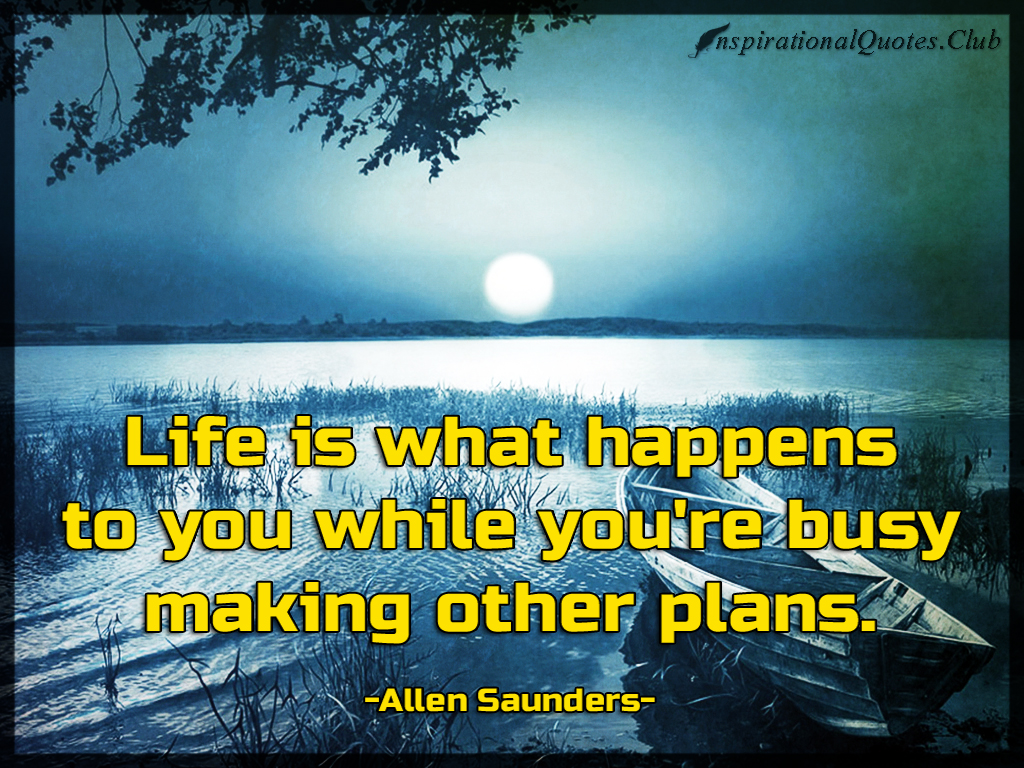 InspirationalQuotes.Club
Life is what happens
to you while you're busy
making other plans.
-Allen Saunders-